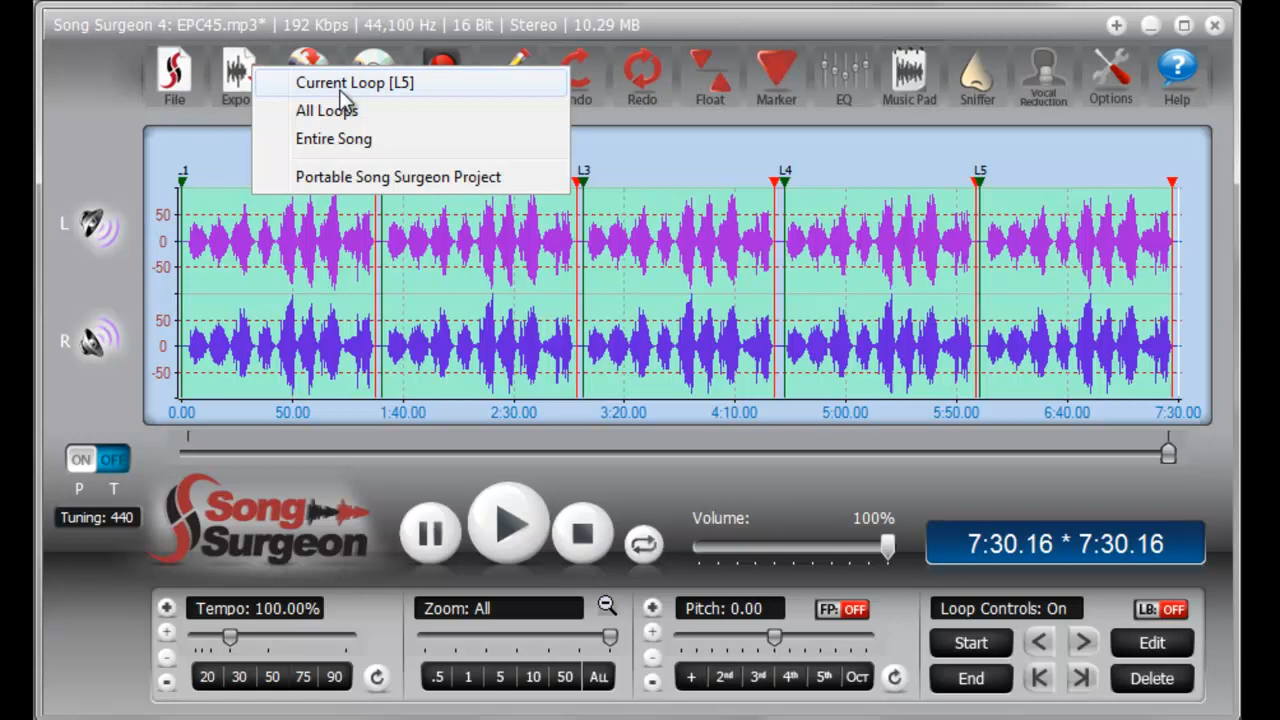 Song Surgeon 4: EPC45.mp3* | 192 Kbps | 44,100 Hz | 16 Bit | Stereo | 10.29 MB
Current Loop [L5]
All Loops
Entire Song
Portable Song Surgeon Project
File
Expo
ndo
Redo
Float
Marker
EQ
Music Pad
Sniffer
Vocal
Reduction
Options
Help
L3 L4 L5
L
50
0
-50
R
50
0
-50
0.00 50.00 1:40.00 2:30.00 3:20.00 4:10.00 5:00.00 5:50.00 6:40.00 7:30.00
ON OFF
P T
Tuning: 440
Song
Surgeon
Volume: 100%
7:30.16 * 7:30.16
Tempo: 100.00%
20 30 50 75 90
Zoom: All
.5 1 5 10 50 ALL
Pitch: 0.00 FP: OFF
+ 2nd 3rd 4th 5th Oct
Loop Controls: On LB: OFF
Start < > Edit
End Delete